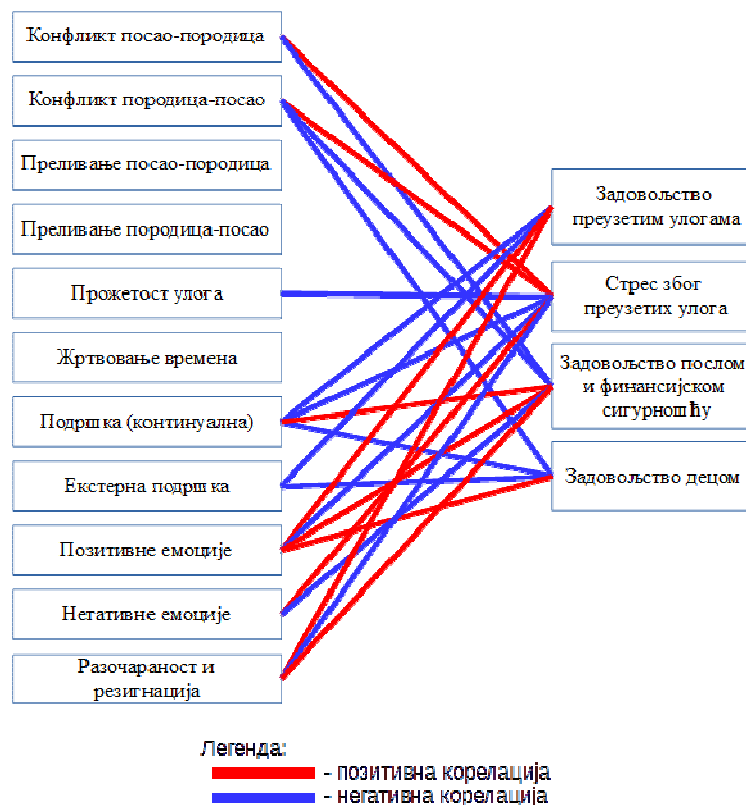 Конфликт посао-породица
Конфликт породица-посао
Преливање посао-породица
Преливање породица-посао
Прожетост улога
Жртвовање времена
Подршка (континуална)
Екстерна подршка
Позитивне емоције
Негативне емоције
Разочараност и
резигнација
Задовољство
преузетим улогама
Стрес због
преузетих улога
Задовољство послом
и финансијском
сигурношћу
Задовољство децом
Легенда:
- позитивна корелација
- негативна корелација